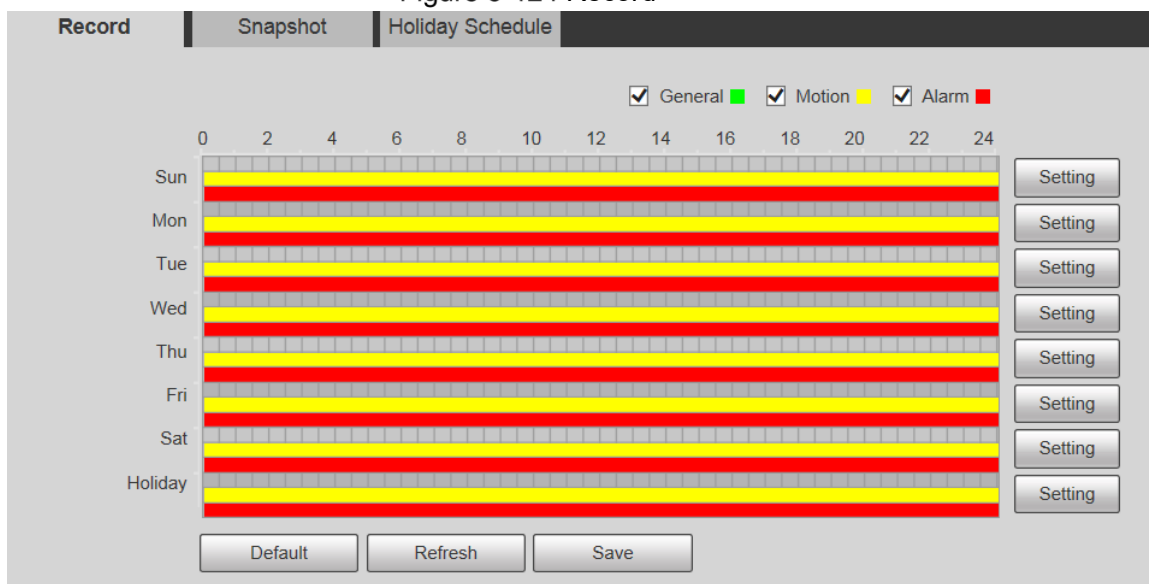 Record Snapshot Holiday Schedule
General Motion Alarm
0 2 4 6 8 10 12 14 16 18 20 22 24
Sun Setting
Mon Setting
Tue Setting
Wed Setting
Thu Setting
Fri Setting
Sat Setting
Holiday Setting
Default Refresh Save